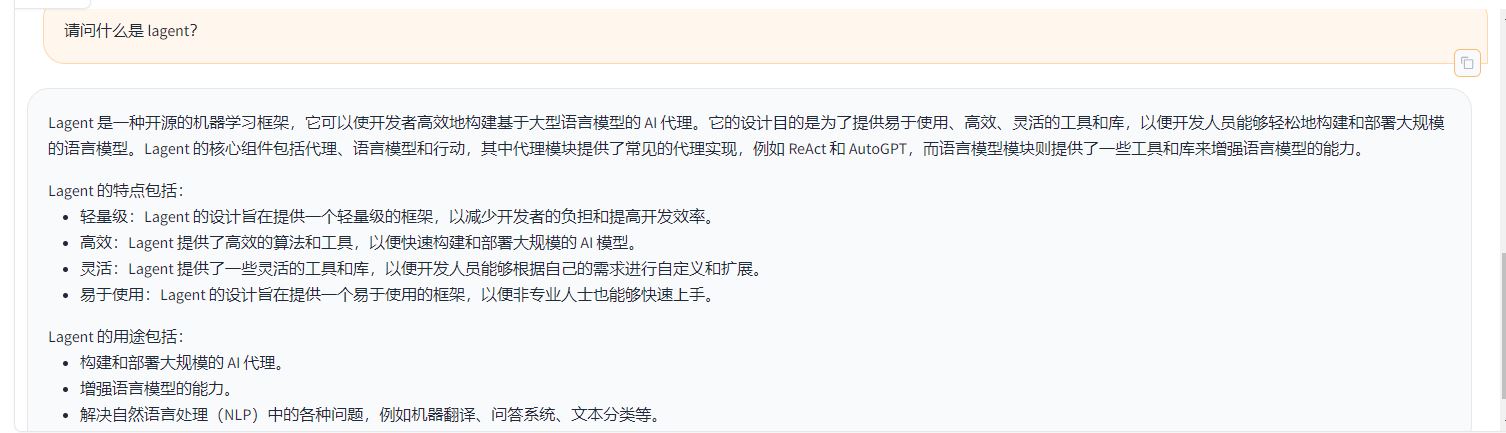 请问什么是 lagent?
Lagent 是一种开源的机器学习框架，它可以使开发者高效地构建基于大型语言模型的 AI 代理。它的设计目的是为了提供易于使用、高效、灵活的工具和库，以便开发人员能够轻松地构建和部署大规模
的语言模型。Lagent 的核心组件包括代理、语言模型和行动，其中代理模块提供了常见的代理实现，例如 ReAct 和 AutoGPT，而语言模型模块则提供了一些工具和库来增强语言模型的能力。
Lagent 的特点包括：
• 轻量级：Lagent 的设计旨在提供一个轻量级的框架，以减少开发者的负担和提高开发效率。
• 高效：Lagent 提供了高效的算法和工具，以便快速构建和部署大规模的 AI 模型。
• 灵活：Lagent 提供了一些灵活的工具和库，以便开发人员能够根据自己的需求进行自定义和扩展。
• 易于使用：Lagent 的设计旨在提供一个易于使用的框架，以便非专业人士也能够快速上手。
Lagent 的用途包括：
• 构建和部署大规模的 AI 代理。
• 增强语言模型的能力。
• 解决自然语言处理（NLP）中的各种问题，例如机器翻译、问答系统、文本分类等。